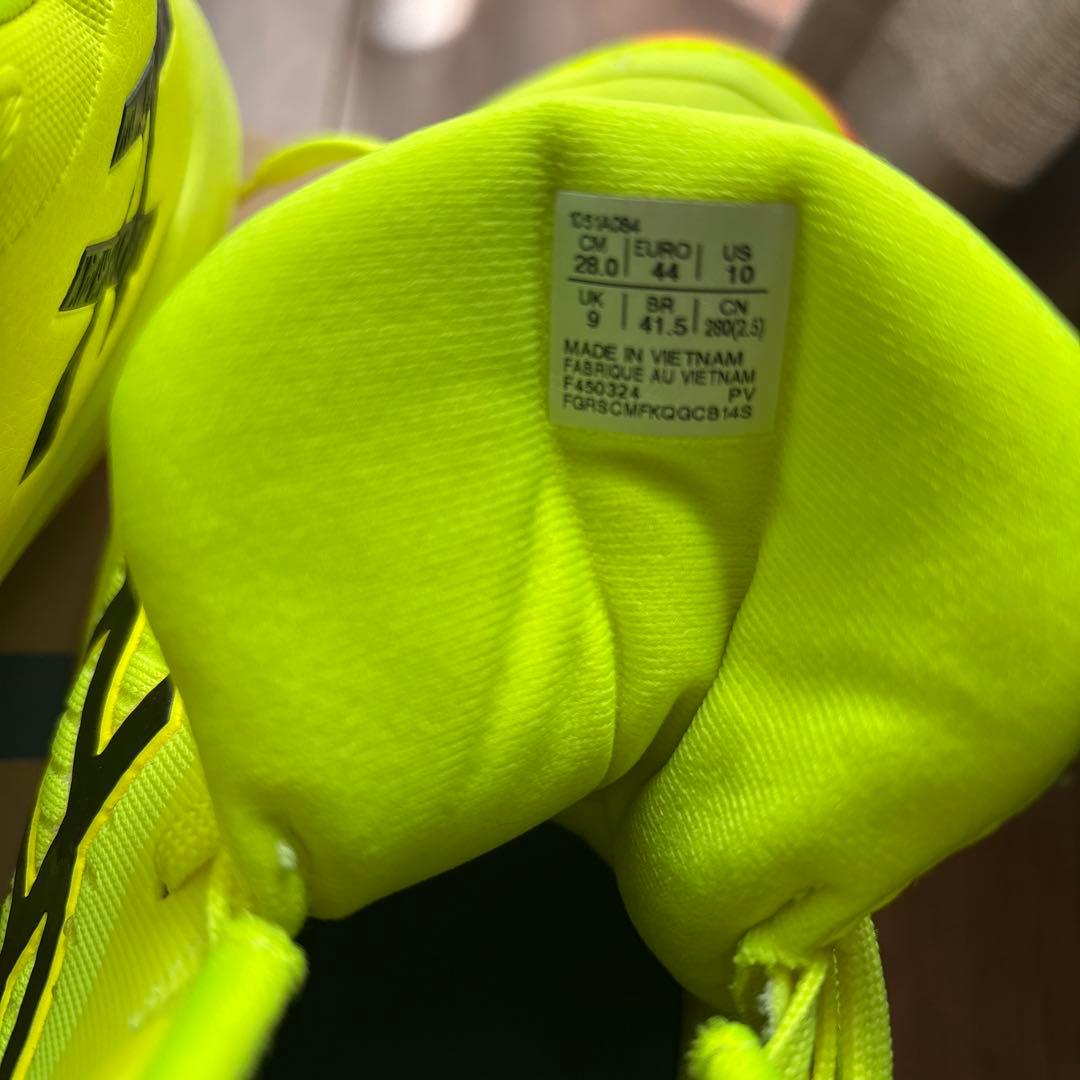 1051A084
CM EURO US
28.0 44 10
UK BR CN
9 41.5 280(2.5)
MADE IN VIETNAM
FABRIQUE AU VIETNAM
F450324 PV
FGRSCMFKQGCB14S